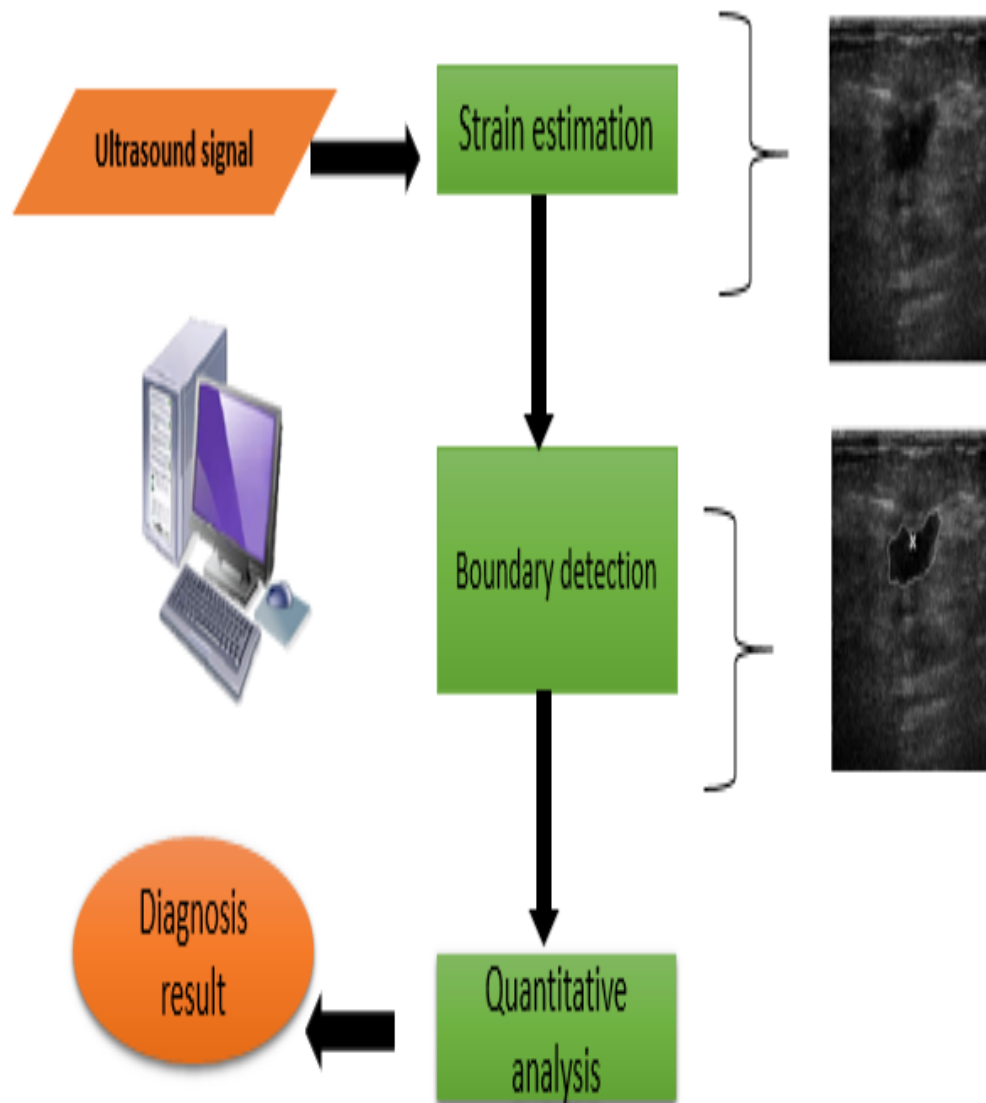 Ultrasound signal
Strain estimation
Boundary detection
x
Quantitative
analysis
Diagnosis
result